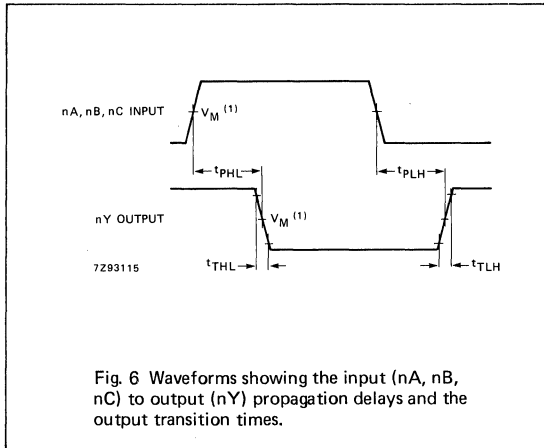 nA, nB, nC INPUT
VM (1)
tPHL
tPLH
nY OUTPUT
VM (1)
7Z93115
tTHL
tTLH
Fig. 6 Waveforms showing the input (nA, nB,
nC) to output (nY) propagation delays and the
output transition times.